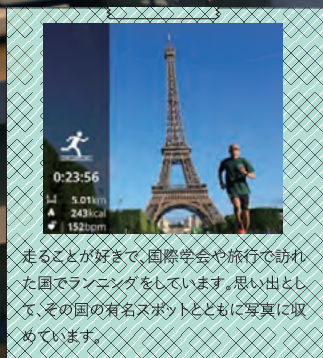 0:23:56
5.01km
243kcal
152bpm
走ることが好きで、国際学会や旅行で訪れ
た国でランニングをしています。思い出とし
て、その国の有名スポットとともに写真に収
めています。